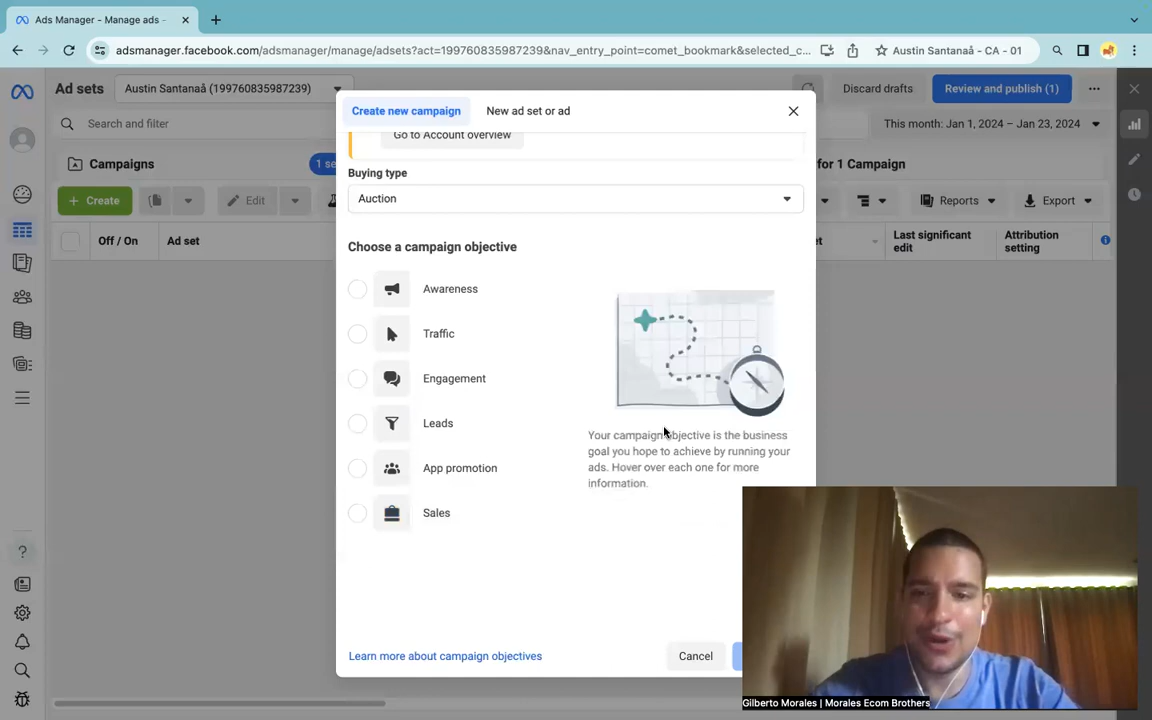 Ads Manager - Manage ads -
adsmanager.facebook.com/adsmanager/manage/adsets?act=199760835987239&nav_entry_point=comet_bookmark&selected_c...
Austin Santanaå - CA - 01
Ad sets
Austin Santanaå (199760835987239)
Discard drafts
Review and publish (1)
Search and filter
This month: Jan 1, 2024 – Jan 23, 2024
Campaigns
1 se
for 1 Campaign
+ Create
Edit
Reports
Export
Off / On
Ad set
et
Last significant
edit
Attribution
setting
Create new campaign
New ad set or ad
Go to Account overview
Buying type
Auction
Choose a campaign objective
Awareness
Traffic
Engagement
Leads
App promotion
Sales
Your campaign objective is the business
goal you hope to achieve by running your
ads. Hover over each one for more
information.
Learn more about campaign objectives
Cancel
Gilberto Morales | Morales Ecom Brothers